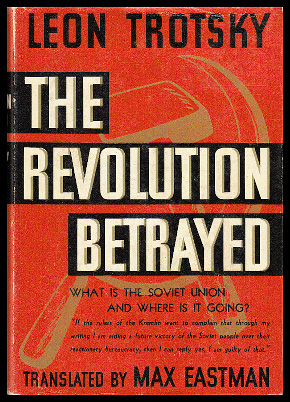 LEON TROTSKY
THE
REVOLUTION
BETRAYED
WHAT IS THE SOVIET UNION
AND WHERE IS IT GOING?
"If the rulers of the Kremlin want to complain that through my
writing I am aiding a future victory of the Soviet people over their
reactionary bureaucracy, then I can reply: yes, I am guilty of that."
TRANSLATED BY MAX EASTMAN